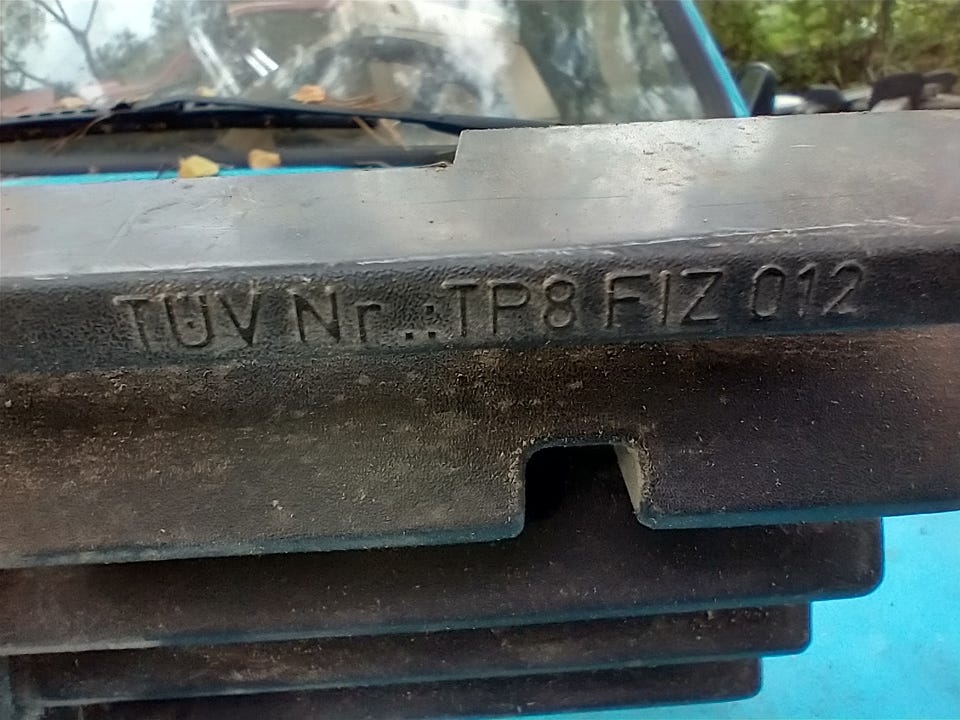 TÜV Nr.:TP8 FIZ 012